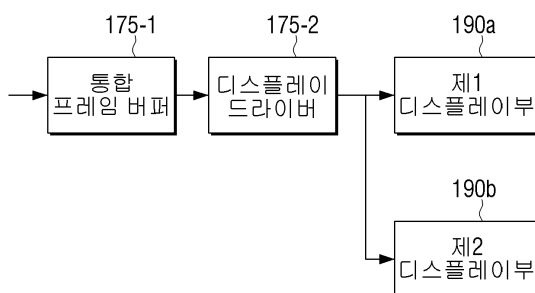 175-1
175-2
190a
통합
프레임 버퍼
디스플레이
드라이버
제1
디스플레이부
190b
제2
디스플레이부